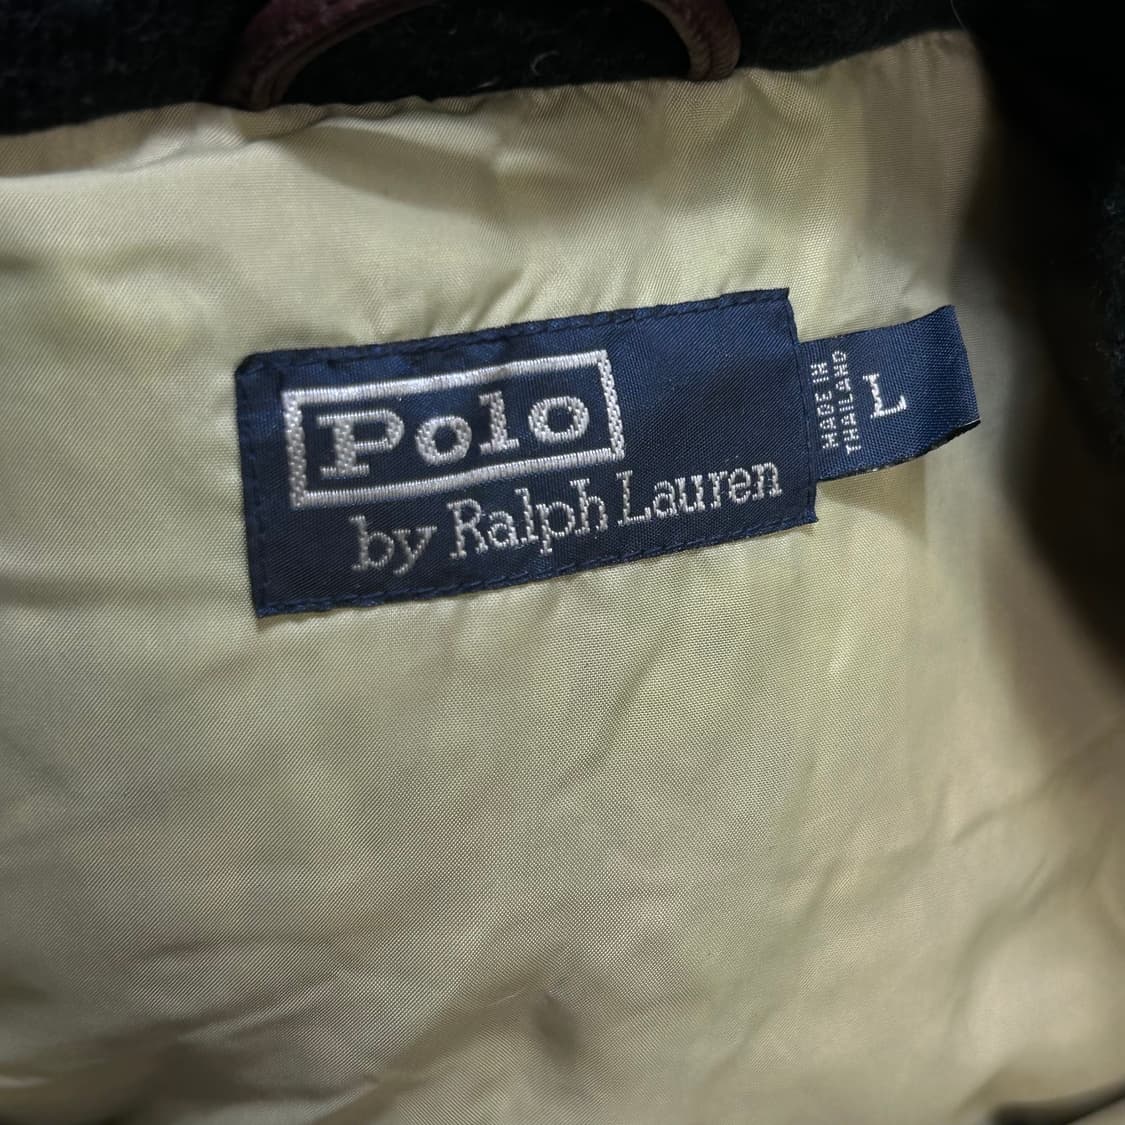 Polo
by Ralph Lauren
MADE IN
THAILAND
L